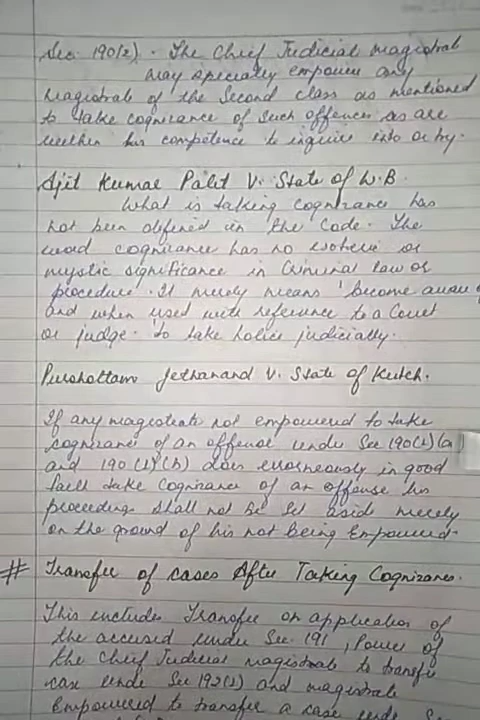 Sec. 190(2). The Chief Judicial magistrate
may specially empower any
Magistrate of the Second class as mentioned
to take cognizance of such offences as are
within his competence to inquire into or try.
Ajit Kumar Palit V. State of W.B.
What is taking cognizance has
not been defined in the Code. The
word cognizance has no esoteric or
mystic significance in Criminal law or
procedure. It merely means 'become aware of
and when used with reference to a Court
or judge. to take notice judicially.
Purshottam Jethanand V. State of Kutch.
If any magistrate not empowered to take
cognizance of an offense under Sec 190(1)(a)
and 190(1)(b) does erroneously in good
faith take Cognizance of an offense his
proceedings shall not be set aside merely
on the ground of his not being Empowered
# Transfer of cases After Taking Cognizance.
This includes Transfer on application of
the accused under Sec. 191, Power of
the Chief Judicial magistrate to transfer
case under Sec 192(1) and magistrate
Empowered to transfer a case under